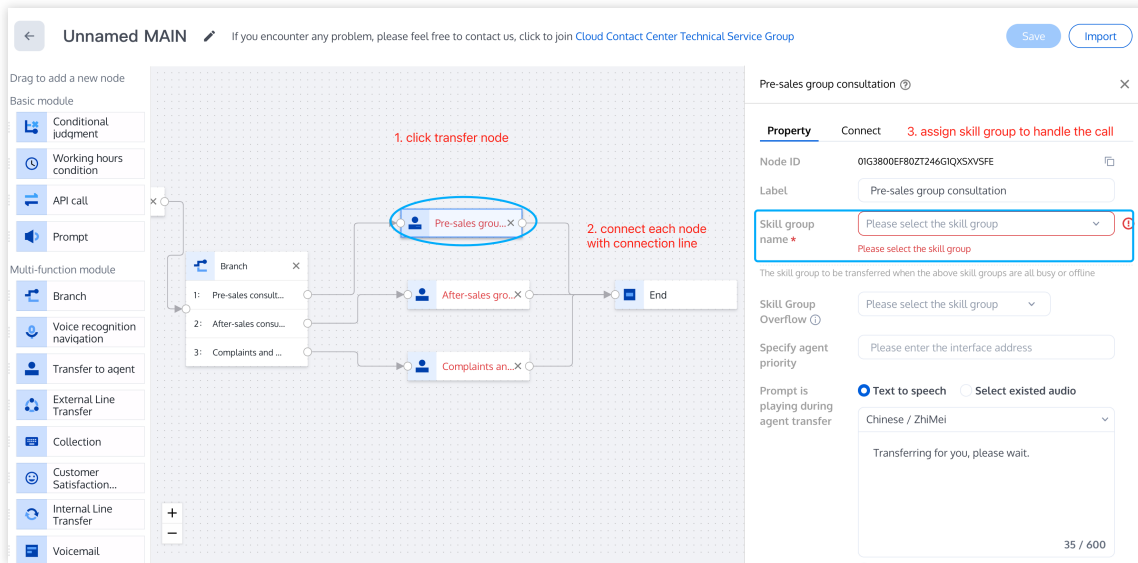 Unnamed MAIN
If you encounter any problem, please feel free to contact us, click to join Cloud Contact Center Technical Service Group
Save
Import
Drag to add a new node
Basic module
Conditional
judgment
Working hours
condition
API call
Prompt
Multi-function module
Branch
Voice recognition
navigation
Transfer to agent
External Line
Transfer
Collection
Customer
Satisfaction...
Internal Line
Transfer
Voicemail
1. click transfer node
Pre-sales grou...
2. connect each node
with connection line
Branch
1: Pre-sales consult...
2: After-sales consu...
3: Complaints and ...
After-sales gro...
Complaints an...
End
Pre-sales group consultation
Property
Connect
3. assign skill group to handle the call
Node ID
01G3800EF80ZT246G1QXSXVSFE
Label
Pre-sales group consultation
Skill group
name *
Please select the skill group
Please select the skill group
The skill group to be transferred when the above skill groups are all busy or offline
Skill Group
Overflow
Please select the skill group
Specify agent
priority
Please enter the interface address
Prompt is
playing during
agent transfer
Text to speech
Select existed audio
Chinese / ZhiMei
Transferring for you, please wait.
35 / 600